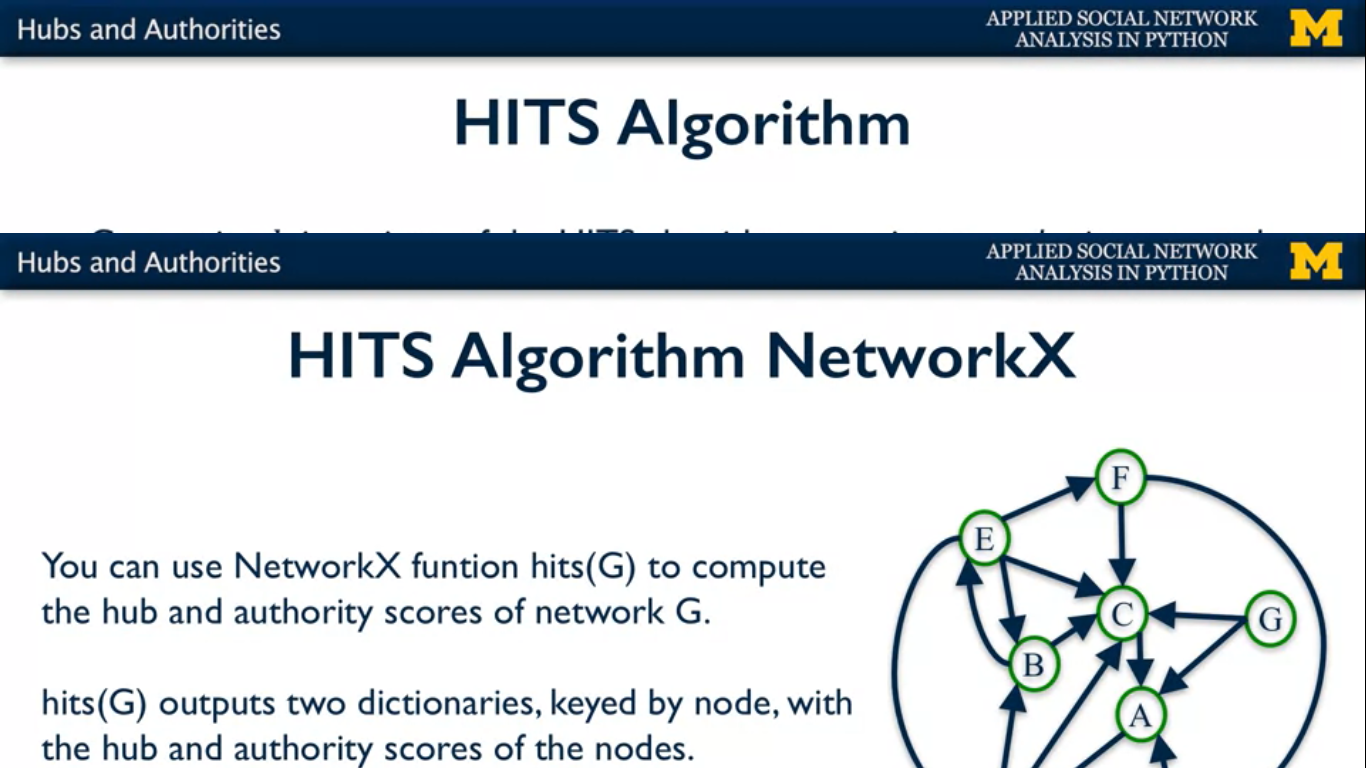 Hubs and Authorities
APPLIED SOCIAL NETWORK
ANALYSIS IN PYTHON
M
HITS Algorithm
Hubs and Authorities
APPLIED SOCIAL NETWORK
ANALYSIS IN PYTHON
M
HITS Algorithm NetworkX
You can use NetworkX funtion hits(G) to compute
the hub and authority scores of network G.
hits(G) outputs two dictionaries, keyed by node, with
the hub and authority scores of the nodes.
F
E
C
G
B
A